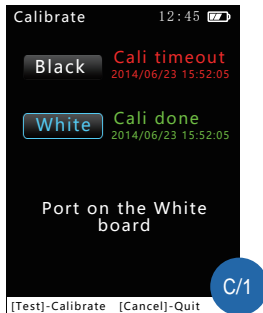 Calibrate 12:45
Black Cali timeout
2014/06/23 15:52:05
White Cali done
2014/06/23 15:52:05
Port on the White
board
C/1
[Test]-Calibrate [Cancel]-Quit